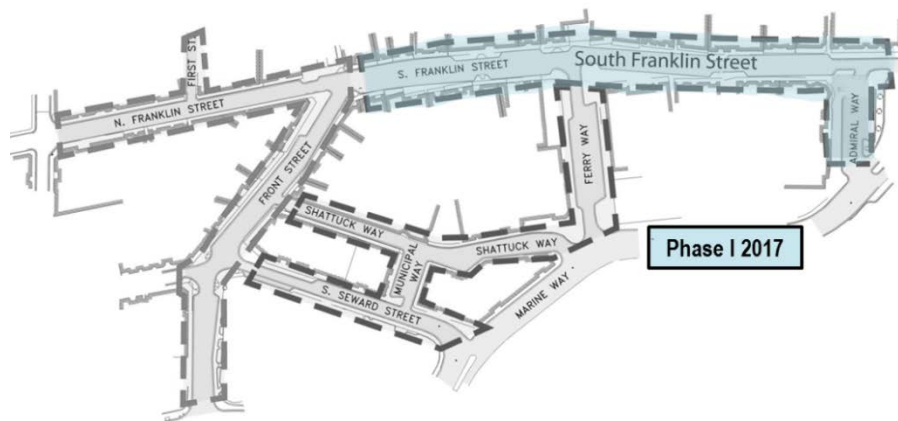 FIRST ST.
S. FRANKLIN STREET
South Franklin Street
N. FRANKLIN STREET
ADMIRAL WAY
FERRY WAY
FRONT STREET
SHATTUCK WAY
SHATTUCK WAY
MUNICIPAL
WAY
Phase I 2017
S. SEWARD STREET
MARINE WAY